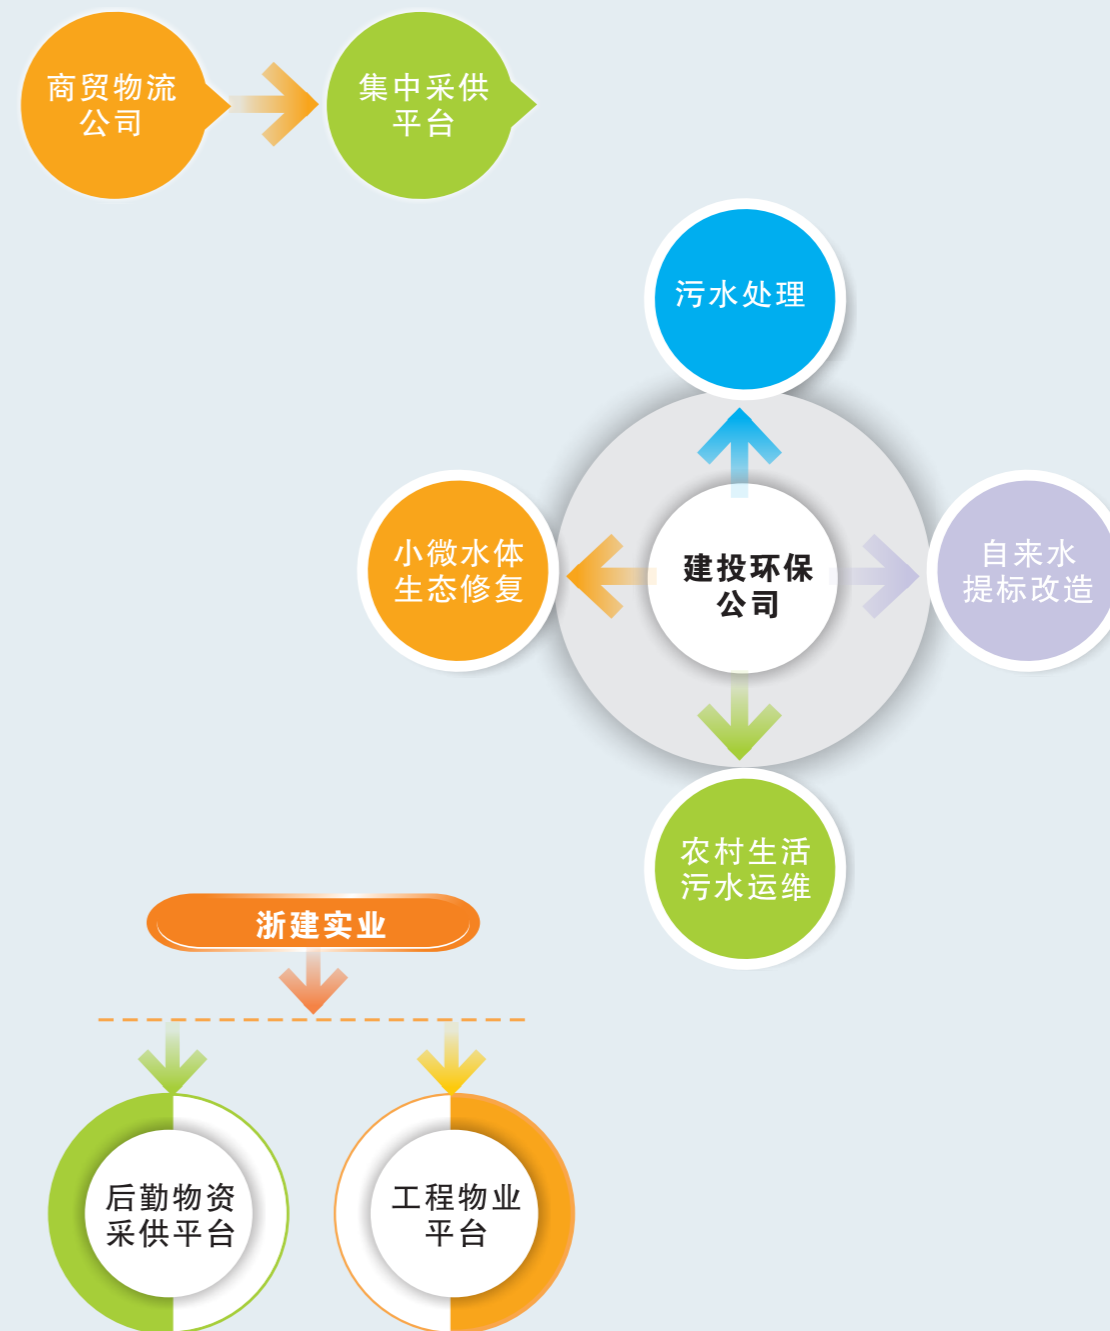 商贸物流
公司
集中采供
平台
污水处理
小微水体
生态修复
建投环保
公司
自来水
提标改造
农村生活
污水运维
浙建实业
后勤物资
采供平台
工程物业
平台